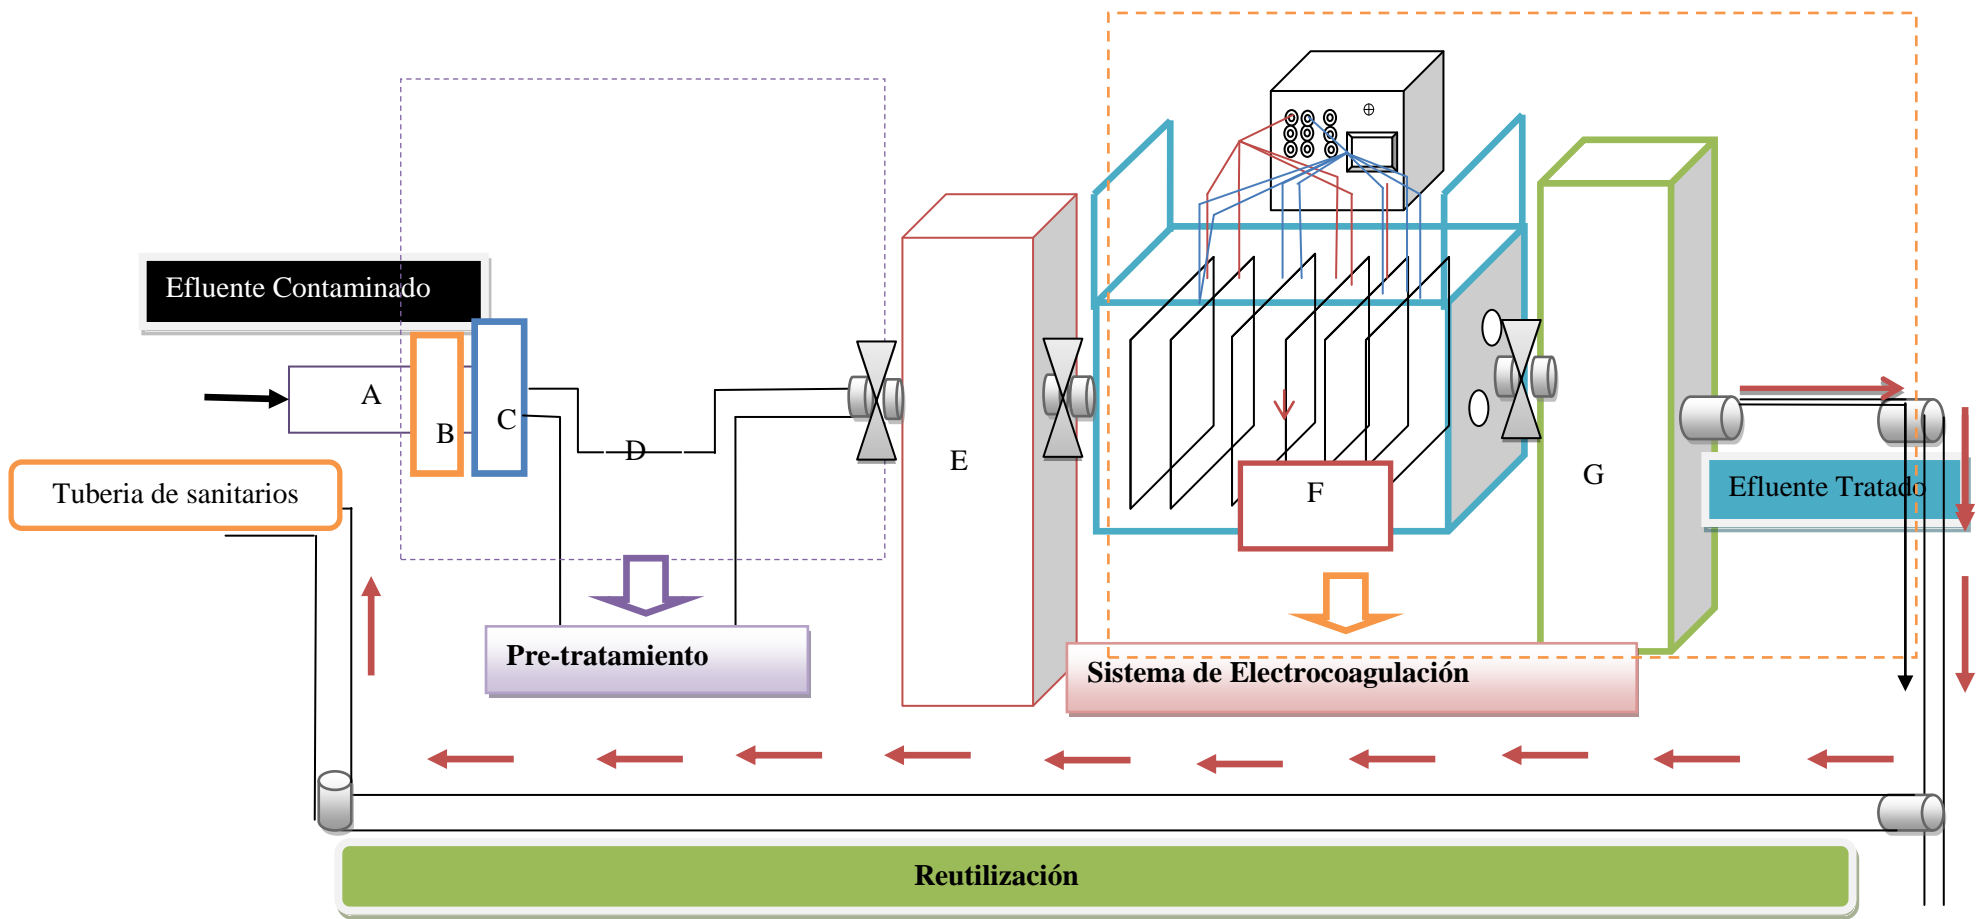 Efluente Contaminado
A
B
C
D
E
F
G
Tuberia de sanitarios
Efluente Tratado
Pre-tratamiento
Sistema de Electrocoagulación
Reutilización